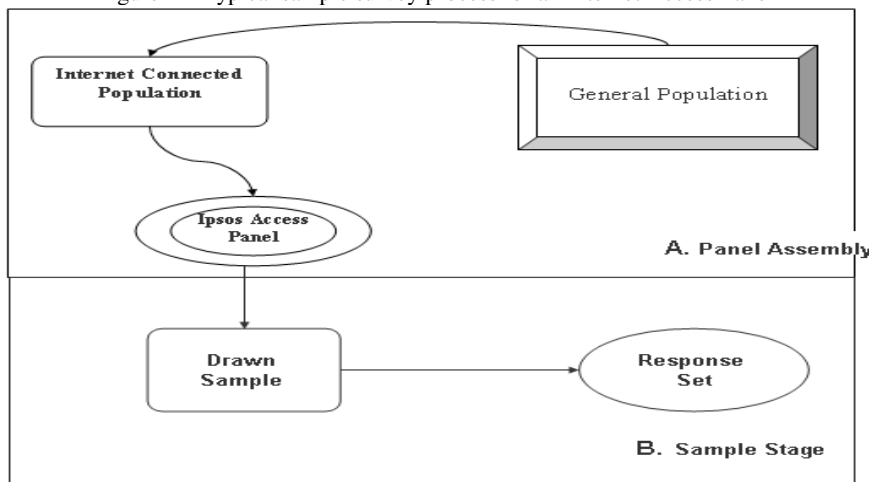 Internet Connected
Population
General Population
Ipsos Access
Panel
A. Panel Assembly
Drawn
Sample
Response
Set
B. Sample Stage